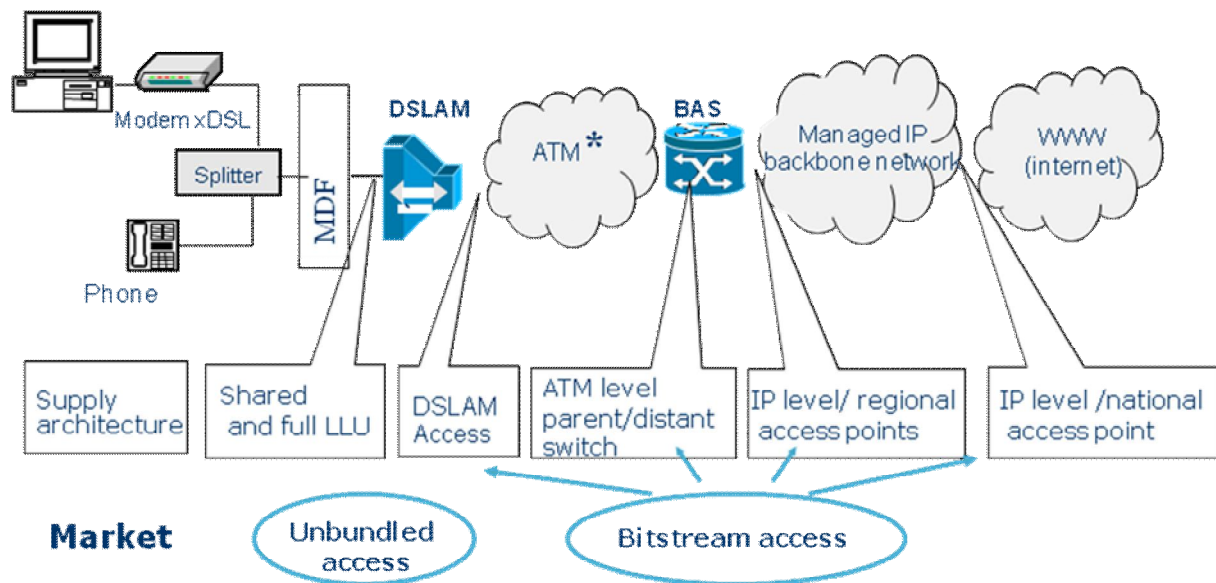 Modem xDSL
Splitter
Phone
MDF
DSLAM
ATM*
BAS
Managed IP
backbone network
WWW
(internet)
Supply
architecture
Shared
and full LLU
DSLAM
Access
ATM level
parent/distant
switch
IP level/ regional
access points
IP level /national
access point
Market
Unbundled
access
Bitstream access